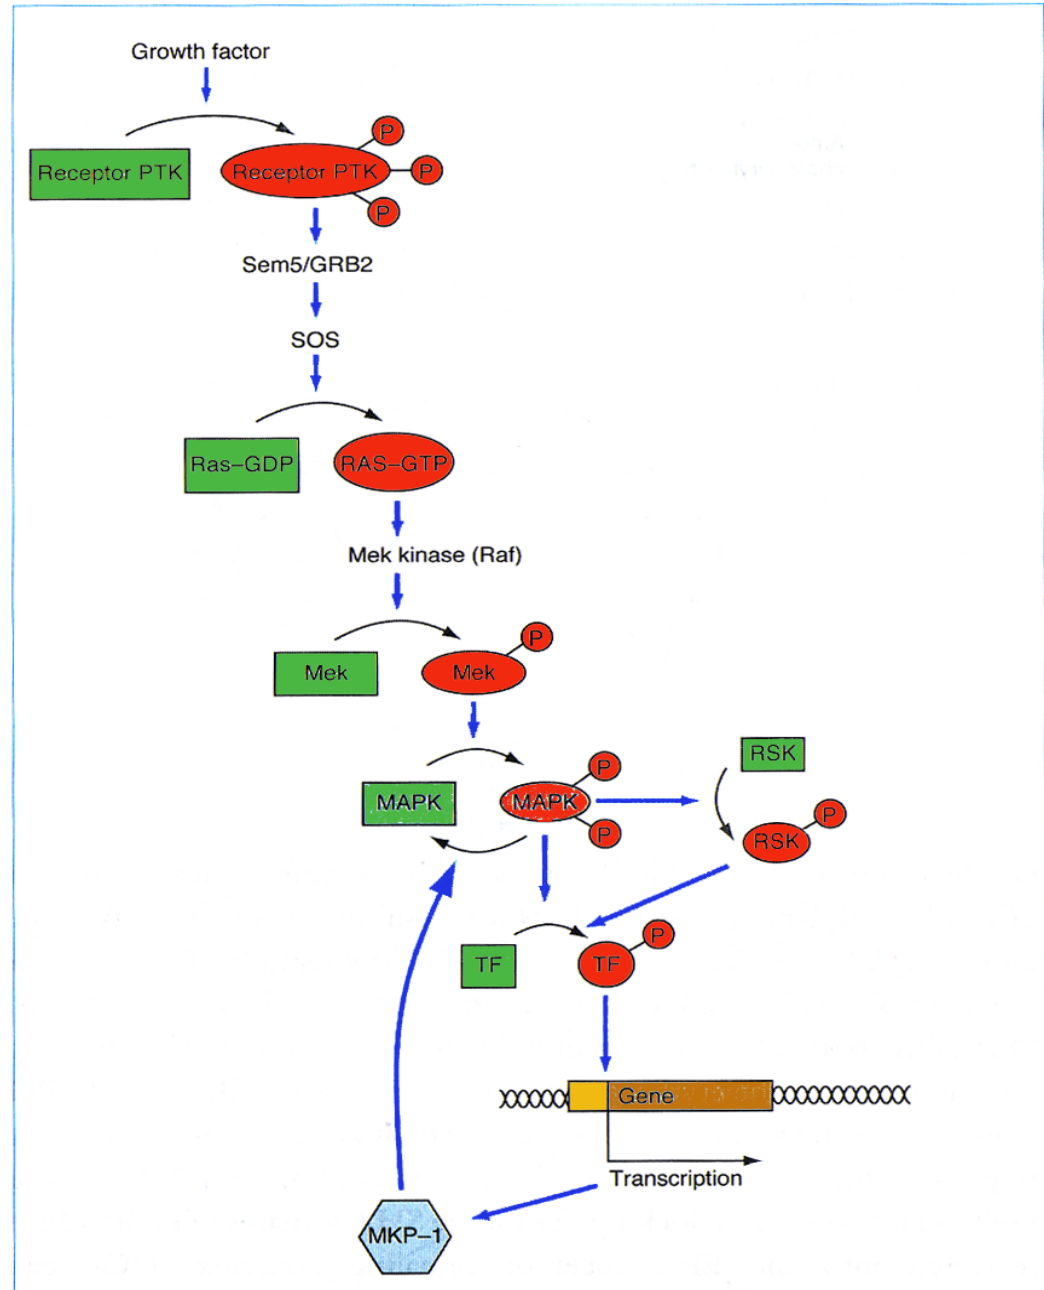 Growth factor
P
Receptor PTK
Receptor PTK
P
P
Sem5/GRB2
SOS
Ras–GDP
RAS–GTP
Mek kinase (Raf)
P
Mek
Mek
P
RSK
MAPK
MAPK
P
P
RSK
P
TF
TF
Gene
Transcription
MKP–1